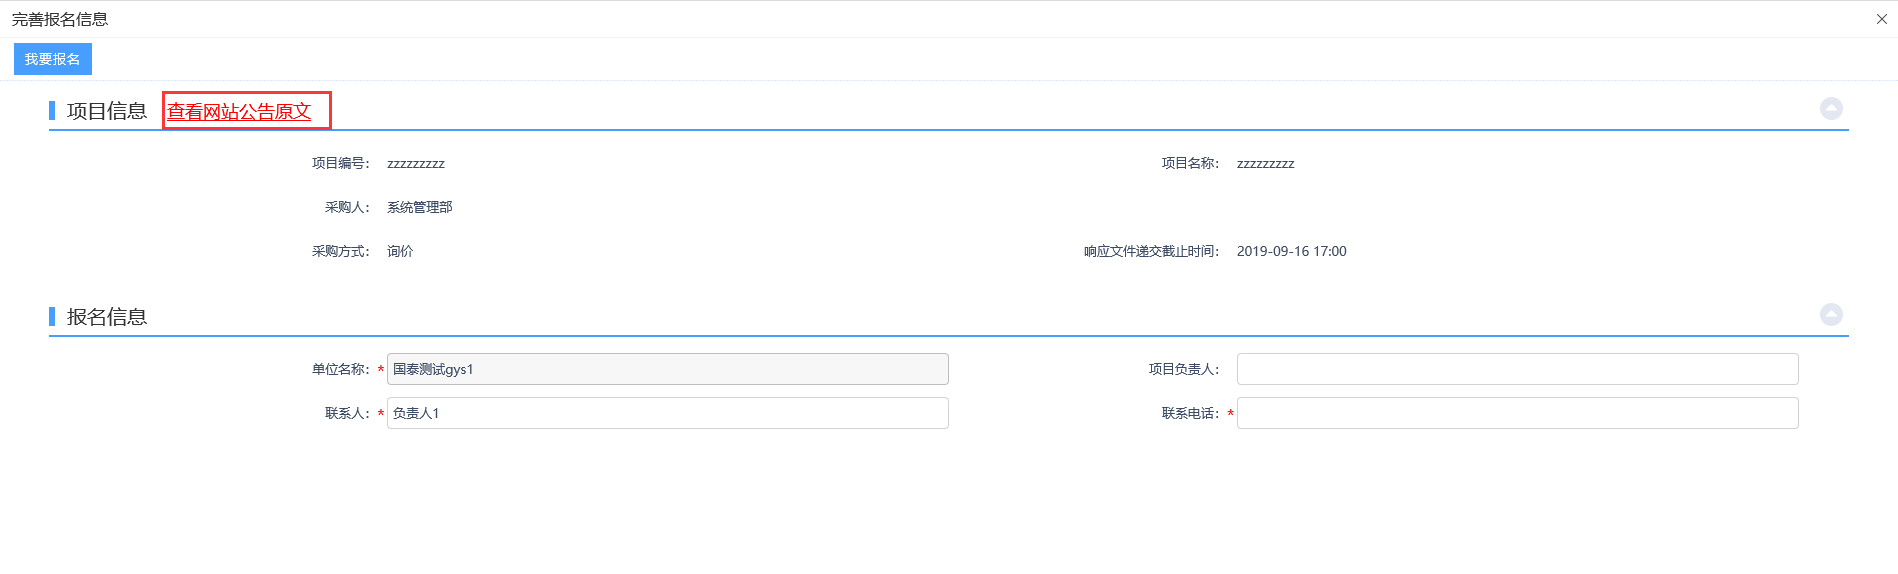 完善报名信息
我要报名
项目信息 查看网站公告原文
项目编号： zzzzzzzzz 项目名称： zzzzzzzzz
采购人： 系统管理部
采购方式： 询价 响应文件递交截止时间： 2019-09-16 17:00
报名信息
单位名称：* 国泰测试gys1 项目负责人：
联系人：* 负责人1 联系电话：*